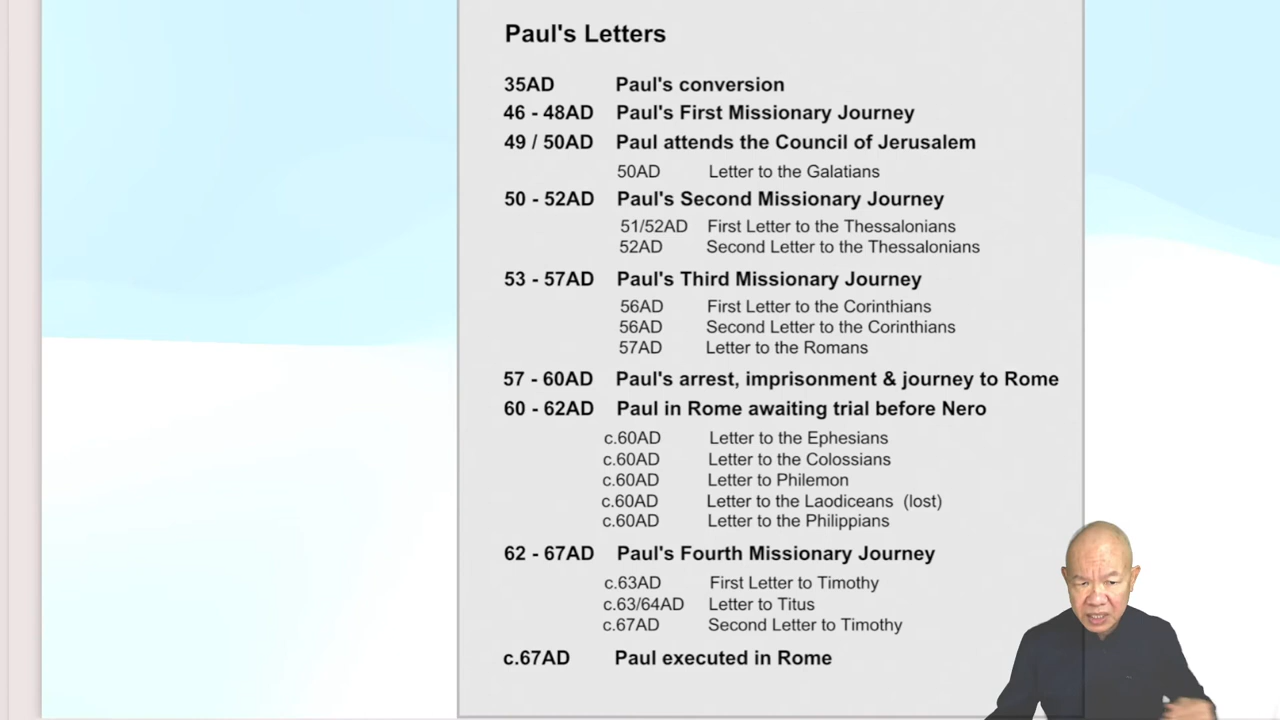 Paul's Letters
35AD Paul's conversion
46 - 48AD Paul's First Missionary Journey
49 / 50AD Paul attends the Council of Jerusalem
50AD Letter to the Galatians
50 - 52AD Paul's Second Missionary Journey
51/52AD First Letter to the Thessalonians
52AD Second Letter to the Thessalonians
53 - 57AD Paul's Third Missionary Journey
56AD First Letter to the Corinthians
56AD Second Letter to the Corinthians
57AD Letter to the Romans
57 - 60AD Paul's arrest, imprisonment & journey to Rome
60 - 62AD Paul in Rome awaiting trial before Nero
c.60AD Letter to the Ephesians
c.60AD Letter to the Colossians
c.60AD Letter to Philemon
c.60AD Letter to the Laodiceans (lost)
c.60AD Letter to the Philippians
62 - 67AD Paul's Fourth Missionary Journey
c.63AD First Letter to Timothy
c.63/64AD Letter to Titus
c.67AD Second Letter to Timothy
c.67AD Paul executed in Rome